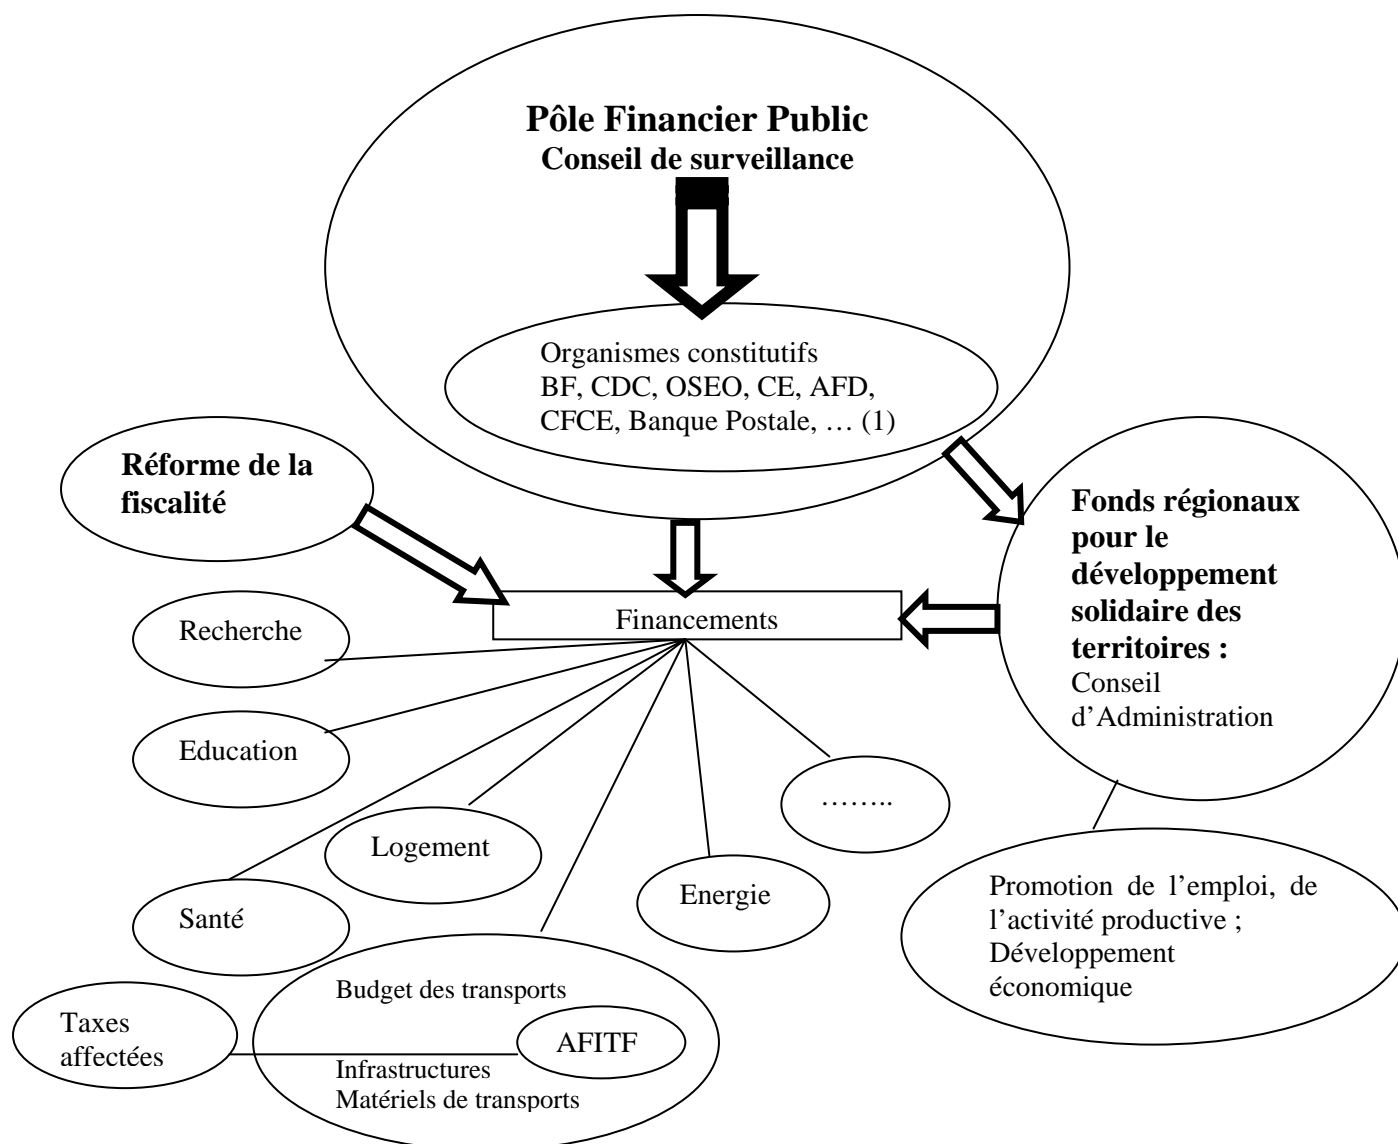 Pôle Financier Public
Conseil de surveillance
Organismes constitutifs
BF, CDC, OSEO, CE, AFD,
CFCE, Banque Postale, … (1)
Réforme de la
fiscalité
Fonds régionaux
pour le
développement
solidaire des
territoires :
Conseil
d’Administration
Financements
Recherche
Education
Santé
Logement
Energie
……..
Promotion de l’emploi, de
l’activité productive ;
Développement
économique
Budget des transports
AFITF
Infrastructures
Matériels de transports
Taxes
affectées